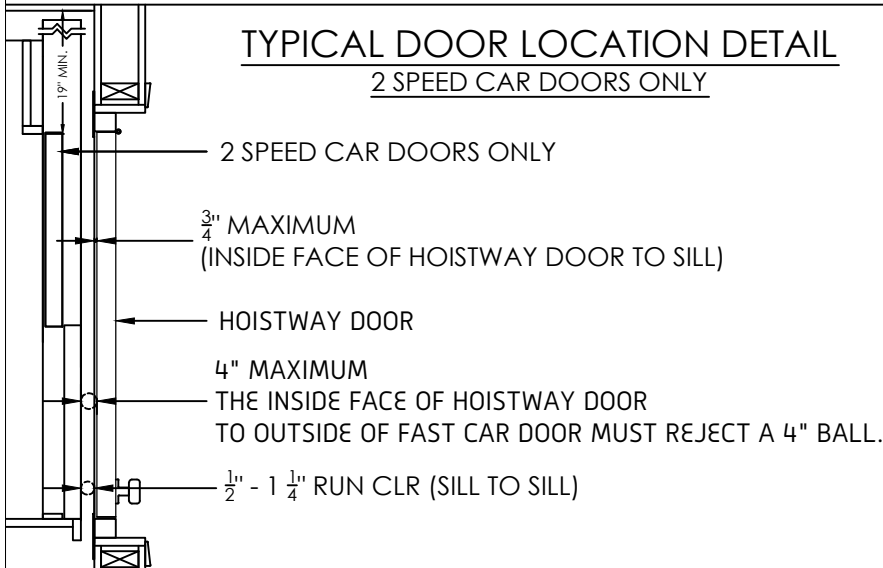 TYPICAL DOOR LOCATION DETAIL
2 SPEED CAR DOORS ONLY
19" MIN.
2 SPEED CAR DOORS ONLY
3/4" MAXIMUM
(INSIDE FACE OF HOISTWAY DOOR TO SILL)
HOISTWAY DOOR
4" MAXIMUM
THE INSIDE FACE OF HOISTWAY DOOR
TO OUTSIDE OF FAST CAR DOOR MUST REJECT A 4" BALL.
1/2" - 1 1/4" RUN CLR (SILL TO SILL)